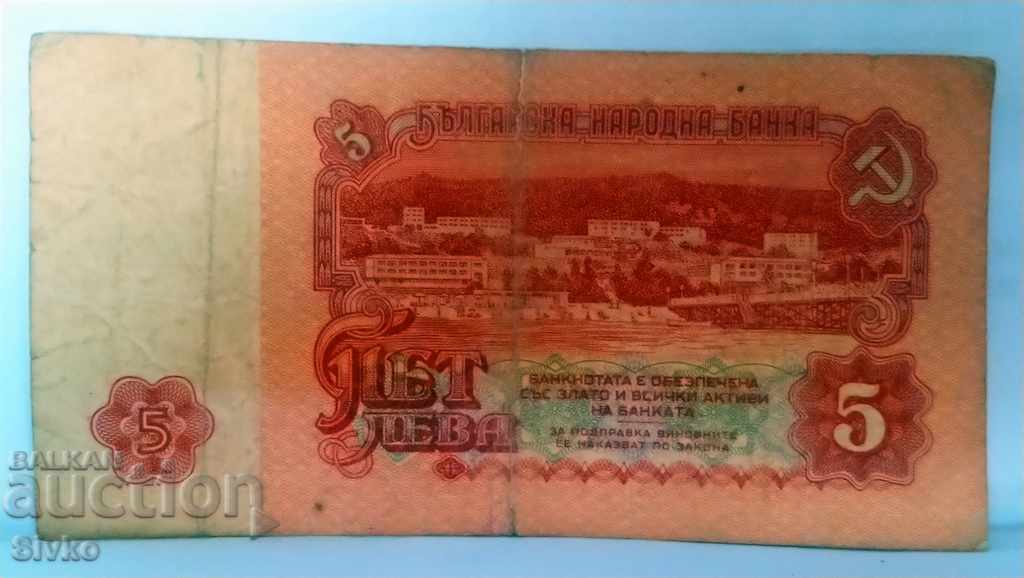 5 БЪЛГАРСКА НАРОДНА БАНКА
ПЕТ
ЛЕВА
БАНКНОТАТА Е ОБЕЗПЕЧЕНА
СЪС ЗЛАТО И ВСИЧКИ АКТИВИ
НА БАНКАТА
ЗА ПОДПРАВКА ВИНОВНИТЕ
СЕ НАКАЗВАТ ПО ЗАКОНА
5
5
BALKAN
auction
Sivko